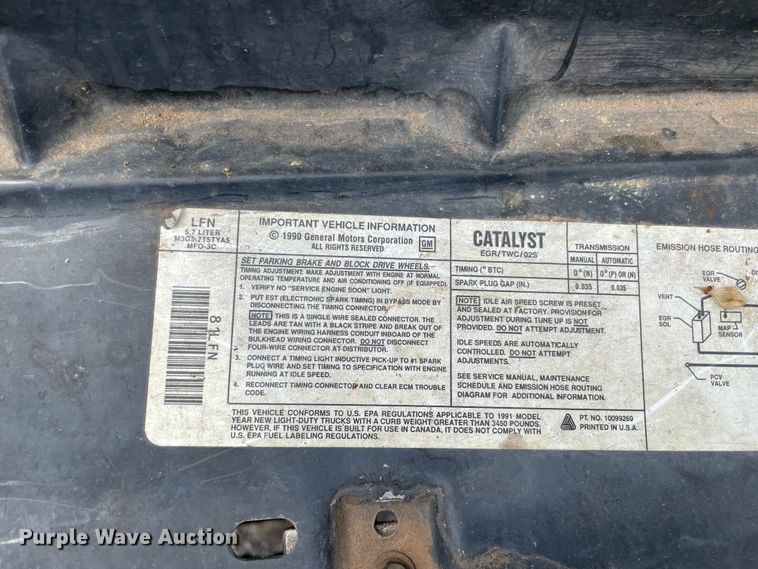 LFN
5.7 LITER
M3G5.7T5TYA5
MFO-3C
8 1LFN
IMPORTANT VEHICLE INFORMATION
© 1990 General Motors Corporation
ALL RIGHTS RESERVED
GM
SET PARKING BRAKE AND BLOCK DRIVE WHEELS.
TIMING ADJUSTMENT: MAKE ADJUSTMENT WITH ENGINE AT NORMAL
OPERATING TEMPERATURE AND AIR CONDITIONING OFF (IF EQUIPPED).
1. VERIFY NO "SERVICE ENGINE SOON" LIGHT.
2. PUT EST (ELECTRONIC SPARK TIMING) IN BYPASS MODE BY
DISCONNECTING THE TIMING CONNECTOR.
NOTE THIS IS A SINGLE WIRE SEALED CONNECTOR. THE
LEADS ARE TAN WITH A BLACK STRIPE AND BREAK OUT OF
THE ENGINE WIRING HARNESS CONDUIT INBOARD OF THE
BULKHEAD WIRING CONNECTOR. DO NOT DISCONNECT
FOUR-WIRE CONNECTOR AT DISTRIBUTOR.
3. CONNECT A TIMING LIGHT INDUCTIVE PICK-UP TO #1 SPARK
PLUG WIRE AND SET TIMING TO SPECIFICATION WITH ENGINE
RUNNING AT IDLE SPEED.
4. RECONNECT TIMING CONNECTOR AND CLEAR ECM TROUBLE
CODE.
CATALYST
EGR/TWC/02S
TRANSMISSION
MANUAL AUTOMATIC
TIMING (° BTC) 0° (N) 0° (P) OR (N)
SPARK PLUG GAP (IN.) 0.035 0.035
NOTE IDLE AIR SPEED SCREW IS PRESET
AND SEALED AT FACTORY. PROVISION FOR
ADJUSTMENT DURING TUNE UP IS NOT
PROVIDED. DO NOT ATTEMPT ADJUSTMENT.
IDLE SPEEDS ARE AUTOMATICALLY
CONTROLLED. DO NOT ATTEMPT
ADJUSTMENTS.
SEE SERVICE MANUAL, MAINTENANCE
SCHEDULE AND EMISSION HOSE ROUTING
DIAGRAM FOR ADDITIONAL INFORMATION.
EMISSION HOSE ROUTING
EGR
VALVE
VENT
EGR
SOL
MAP
SENSOR
PCV
VALVE
THIS VEHICLE CONFORMS TO U.S. EPA REGULATIONS APPLICABLE TO 1991 MODEL
YEAR NEW LIGHT-DUTY TRUCKS WITH A CURB WEIGHT GREATER THAN 3450 POUNDS.
HOWEVER, IF THIS VEHICLE IS BUILT FOR USE IN CANADA, IT DOES NOT COMPLY WITH
U.S. EPA FUEL LABELING REGULATIONS.
PT. NO. 10099260
PRINTED IN U.S.A.
Purple Wave Auction